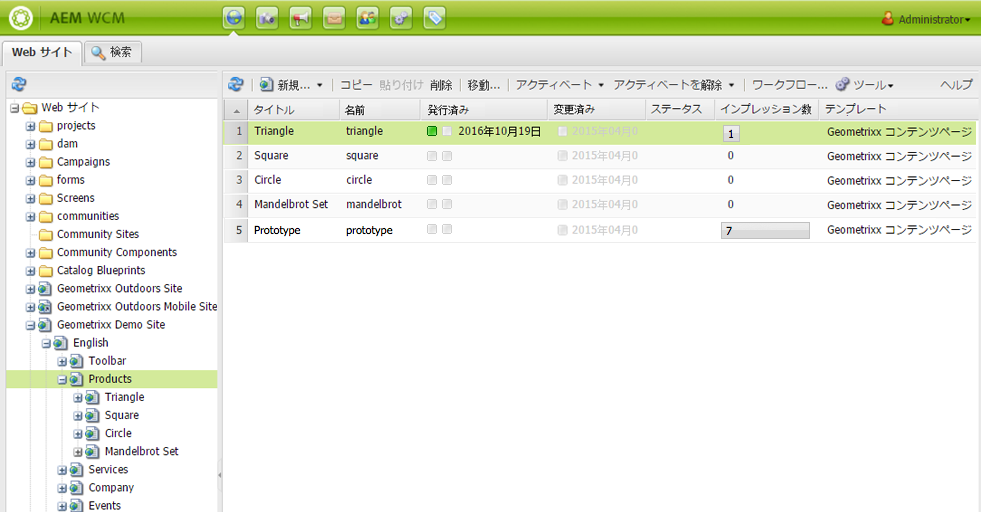 AEM WCM
Administrator
Web サイト
検索
新規...
コピー 貼り付け 削除
移動...
アクティベート
アクティベートを解除
ワークフロー...
ツール
ヘルプ
タイトル 名前 発行済み 変更済み ステータス インプレッション数 テンプレート
1 Triangle triangle 2016年10月19日 2015年04月0 1 Geometrixx コンテンツページ
2 Square square 2015年04月0 0 Geometrixx コンテンツページ
3 Circle circle 2015年04月0 0 Geometrixx コンテンツページ
4 Mandelbrot Set mandelbrot 2015年04月0 0 Geometrixx コンテンツページ
5 Prototype prototype 2015年04月0 7 Geometrixx コンテンツページ
Web サイト
projects
dam
Campaigns
forms
Screens
communities
Community Sites
Community Components
Catalog Blueprints
Geometrixx Outdoors Site
Geometrixx Outdoors Mobile Site
Geometrixx Demo Site
English
Toolbar
Products
Triangle
Square
Circle
Mandelbrot Set
Services
Company
Events